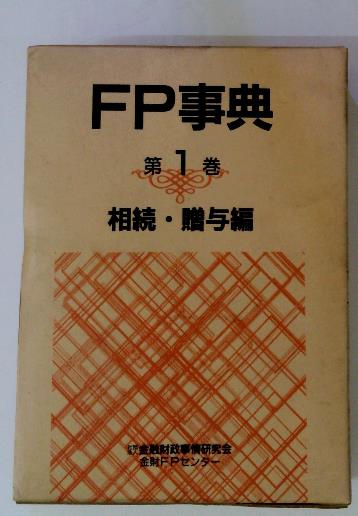 FP事典
第1巻
相続・贈与編
金融財政事情研究会
金財FPセンター